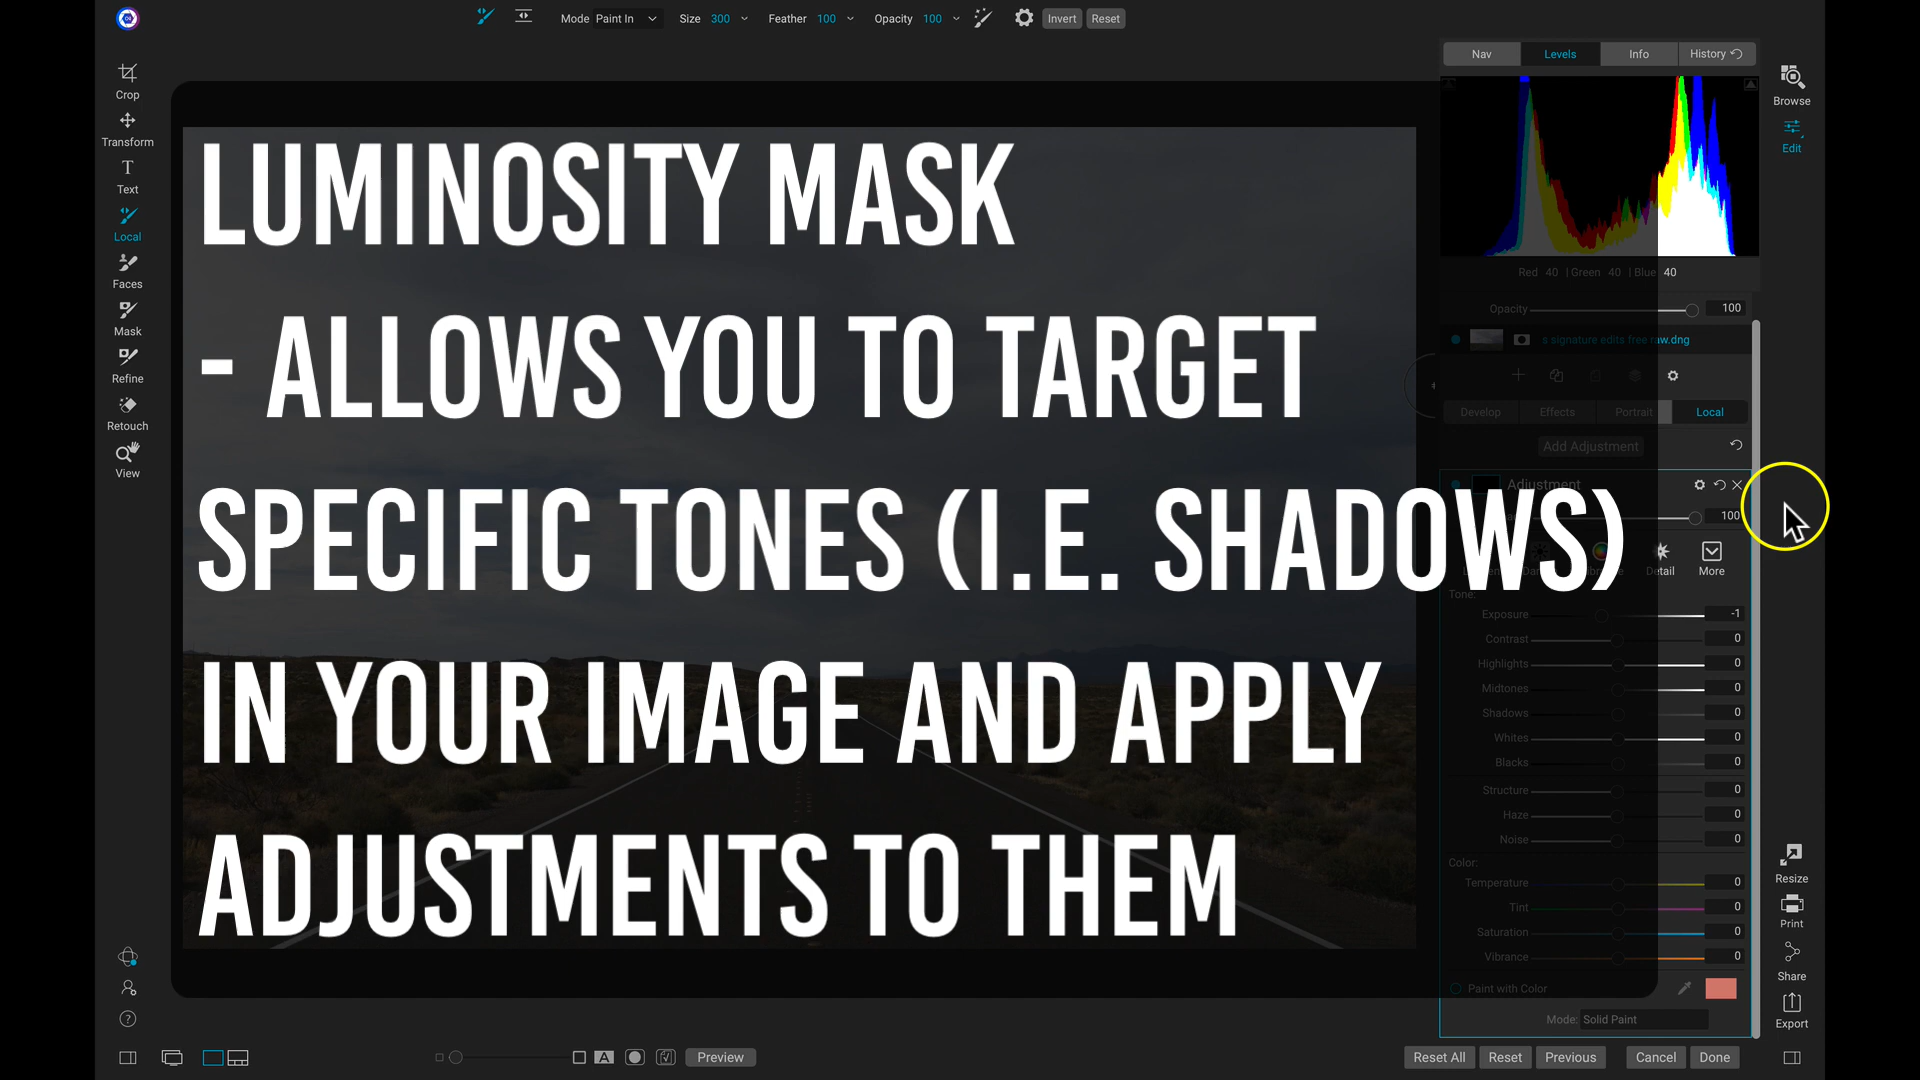 Mode Paint In Size 300 Feather 100 Opacity 100 Invert Reset
Nav Levels Info History
Crop
Transform
Text
Local
Faces
Mask
Refine
Retouch
View
Browse
Edit
LUMINOSITY MASK
- ALLOWS YOU TO TARGET
SPECIFIC TONES (I.E. SHADOWS)
IN YOUR IMAGE AND APPLY
ADJUSTMENTS TO THEM
Red 40 | Green 40 | Blue 40
Opacity 100
s signature edits free raw.dng
Develop Effects Portrait Local
Add Adjustment
Adjustment
100
Detail More
Tone:
Exposure -1
Contrast 0
Highlights 0
Midtones 0
Shadows 0
Whites 0
Blacks 0
Structure 0
Haze 0
Noise 0
Color:
Temperature 0
Tint 0
Saturation 0
Vibrance 0
Paint with Color
Mode: Solid Paint
Resize
Print
Share
Export
A Preview
Reset All Reset Previous Cancel Done